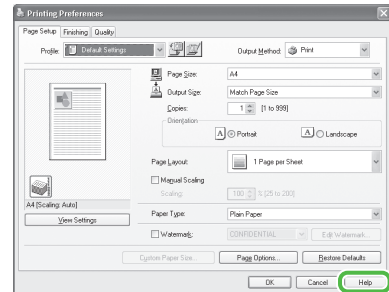 Printing Preferences
Page Setup Finishing Quality
Profile: Default Settings Output Method: Print
Page Size: A4
Output Size: Match Page Size
Copies: 1 [1 to 999]
Orientation
A Portrait A Landscape
Page Layout: 1 Page per Sheet
Manual Scaling
Scaling: 100 % [25 to 200]
A4 [Scaling: Auto]
View Settings
Paper Type: Plain Paper
Watermark: CONFIDENTIAL Edit Watermark...
Custom Paper Size... Page Options... Restore Defaults
OK Cancel Help